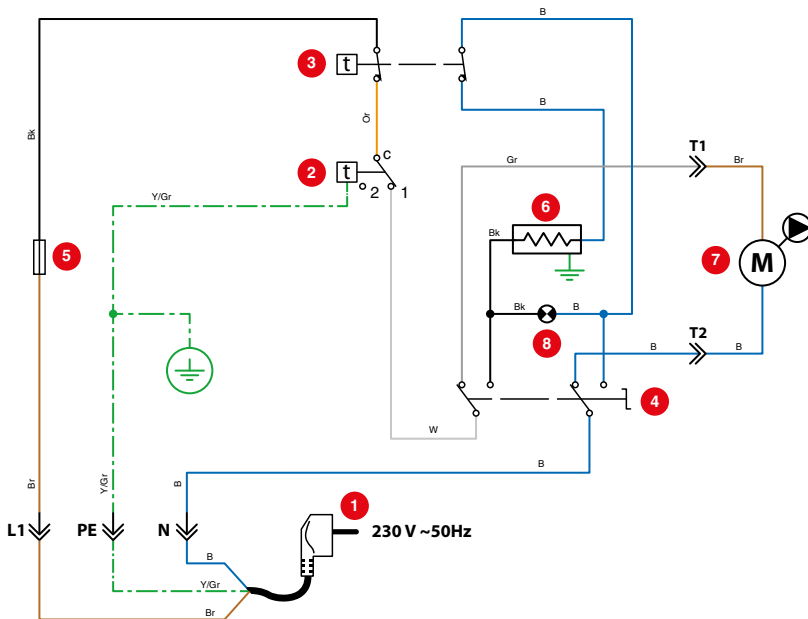 B
3
t
B
Bk
Or
T1
C
Gr
Br
2
t
2
1
Y/Gr
6
Bk
5
7
M
Bk
B
8
T2
B
B
4
W
B
Br
Y/Gr
B
1
L1
PE
N
230 V ~50Hz
B
Y/Gr
Br